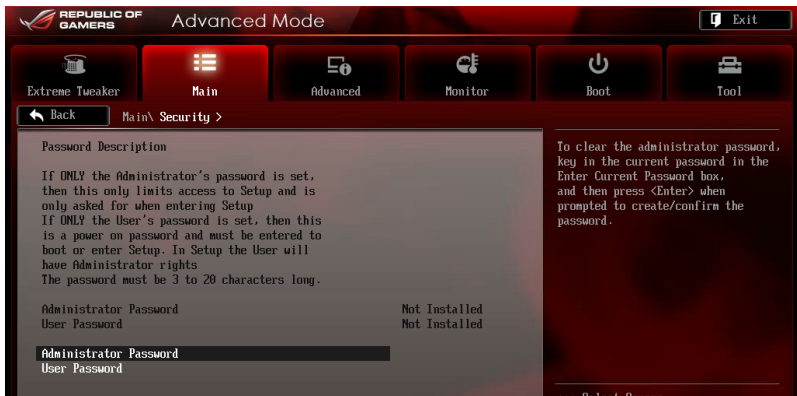 REPUBLIC OF
GAMERS
Advanced Mode
Exit
Extreme Tweaker
Main
Advanced
Monitor
Boot
Tool
Back
Main\ Security >
Password Description
If ONLY the Administrator's password is set,
then this only limits access to Setup and is
only asked for when entering Setup
If ONLY the User's password is set, then this
is a power on password and must be entered to
boot or enter Setup. In Setup the User will
have Administrator rights
The password must be 3 to 20 characters long.
Administrator Password Not Installed
User Password Not Installed
Administrator Password
User Password
To clear the administrator password,
key in the current password in the
Enter Current Password box,
and then press <Enter> when
prompted to create/confirm the
password.